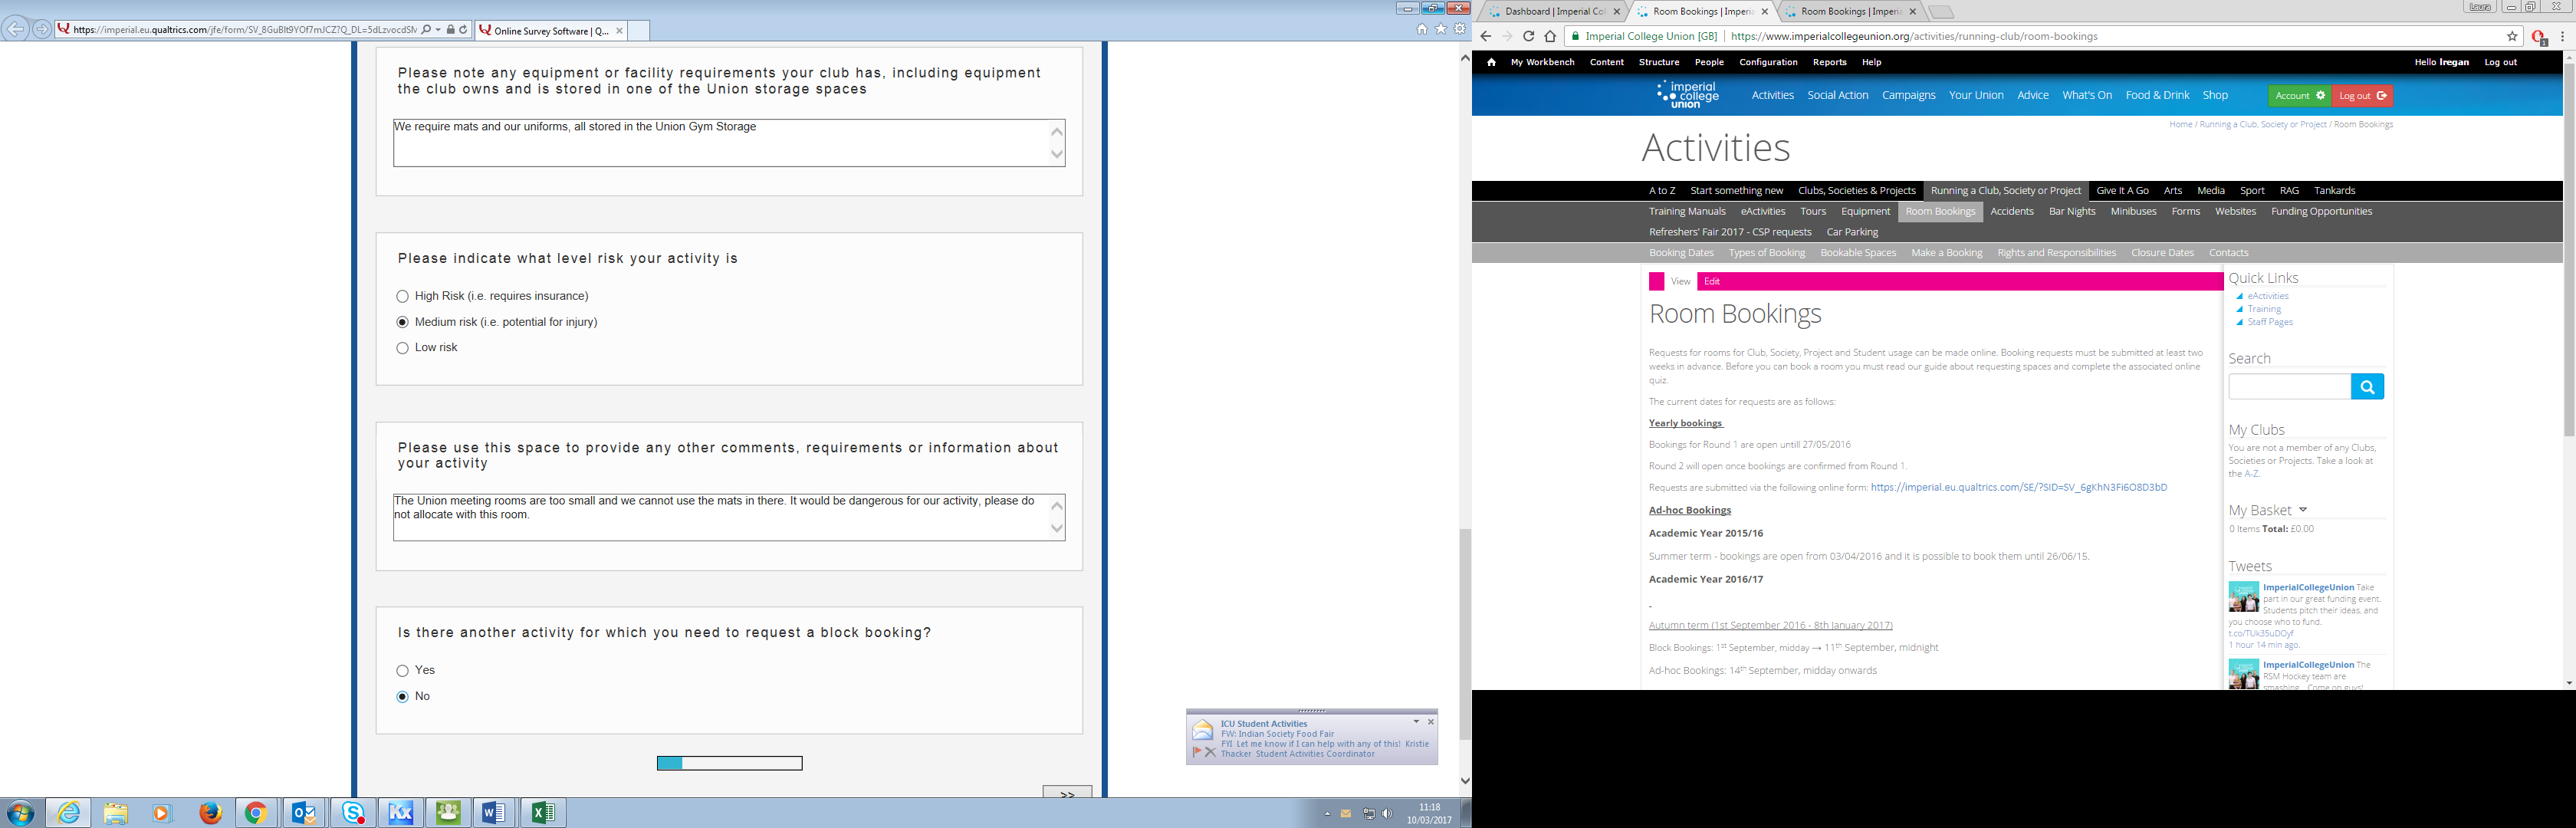 https://imperial.eu.qualtrics.com/jfe/form/SV_8GuBlt9YOf7mJCZ?Q_DL=5dLzvocdSM
Online Survey Software | Q...
Please note any equipment or facility requirements your club has, including equipment
the club owns and is stored in one of the Union storage spaces
We require mats and our uniforms, all stored in the Union Gym Storage
Please indicate what level risk your activity is
High Risk (i.e. requires insurance)
Medium risk (i.e. potential for injury)
Low risk
Please use this space to provide any other comments, requirements or information about
your activity
The Union meeting rooms are too small and we cannot use the mats in there. It would be dangerous for our activity, please do
not allocate with this room.
Is there another activity for which you need to request a block booking?
Yes
No
>>
ICU Student Activities
FW: Indian Society Food Fair
FYI Let me know if I can help with any of this! Kristie
Thacker Student Activities Coordinator
11:18
10/03/2017
Dashboard | Imperial Col
Room Bookings | Imperia
Room Bookings | Imperia
Laura
Imperial College Union [GB] | https://www.imperialcollegeunion.org/activities/running-club/room-bookings
My Workbench Content Structure People Configuration Reports Help
Hello lregan Log out
imperial
college
union
Activities Social Action Campaigns Your Union Advice What's On Food & Drink Shop
Account Log out
Home / Running a Club, Society or Project / Room Bookings
Activities
A to Z Start something new Clubs, Societies & Projects Running a Club, Society or Project Give It A Go Arts Media Sport RAG Tankards
Training Manuals eActivities Tours Equipment Room Bookings Accidents Bar Nights Minibuses Forms Websites Funding Opportunities
Refreshers' Fair 2017 - CSP requests Car Parking
Booking Dates Types of Booking Bookable Spaces Make a Booking Rights and Responsibilities Closure Dates Contacts
View Edit
Room Bookings
Requests for rooms for Club, Society, Project and Student usage can be made online. Booking requests must be submitted at least two
weeks in advance. Before you can book a room you must read our guide about requesting spaces and complete the associated online
quiz.
The current dates for requests are as follows:
Yearly bookings
Bookings for Round 1 are open untill 27/05/2016
Round 2 will open once bookings are confirmed from Round 1.
Requests are submitted via the following online form: https://imperial.eu.qualtrics.com/SE/?SID=SV_6gKhN3Fi6O8D3bD
Ad-hoc Bookings
Academic Year 2015/16
Summer term - bookings are open from 03/04/2016 and it is possible to book them until 26/06/15.
Academic Year 2016/17
Autumn term (1st September 2016 - 8th January 2017)
Block Bookings: 1st September, midday → 11th September, midnight
Ad-hoc Bookings: 14th September, midday onwards
Quick Links
eActivities
Training
Staff Pages
Search
My Clubs
You are not a member of any Clubs,
Societies or Projects. Take a look at
the A-Z.
My Basket
0 Items Total: £0.00
Tweets
ImperialCollegeUnion Take
part in our great funding event.
Students pitch their ideas, and
you choose who to fund.
t.co/TUk35uDOyf
1 hour 14 min ago.
ImperialCollegeUnion The
RSM Hockey team are
smashing... Come on guys!